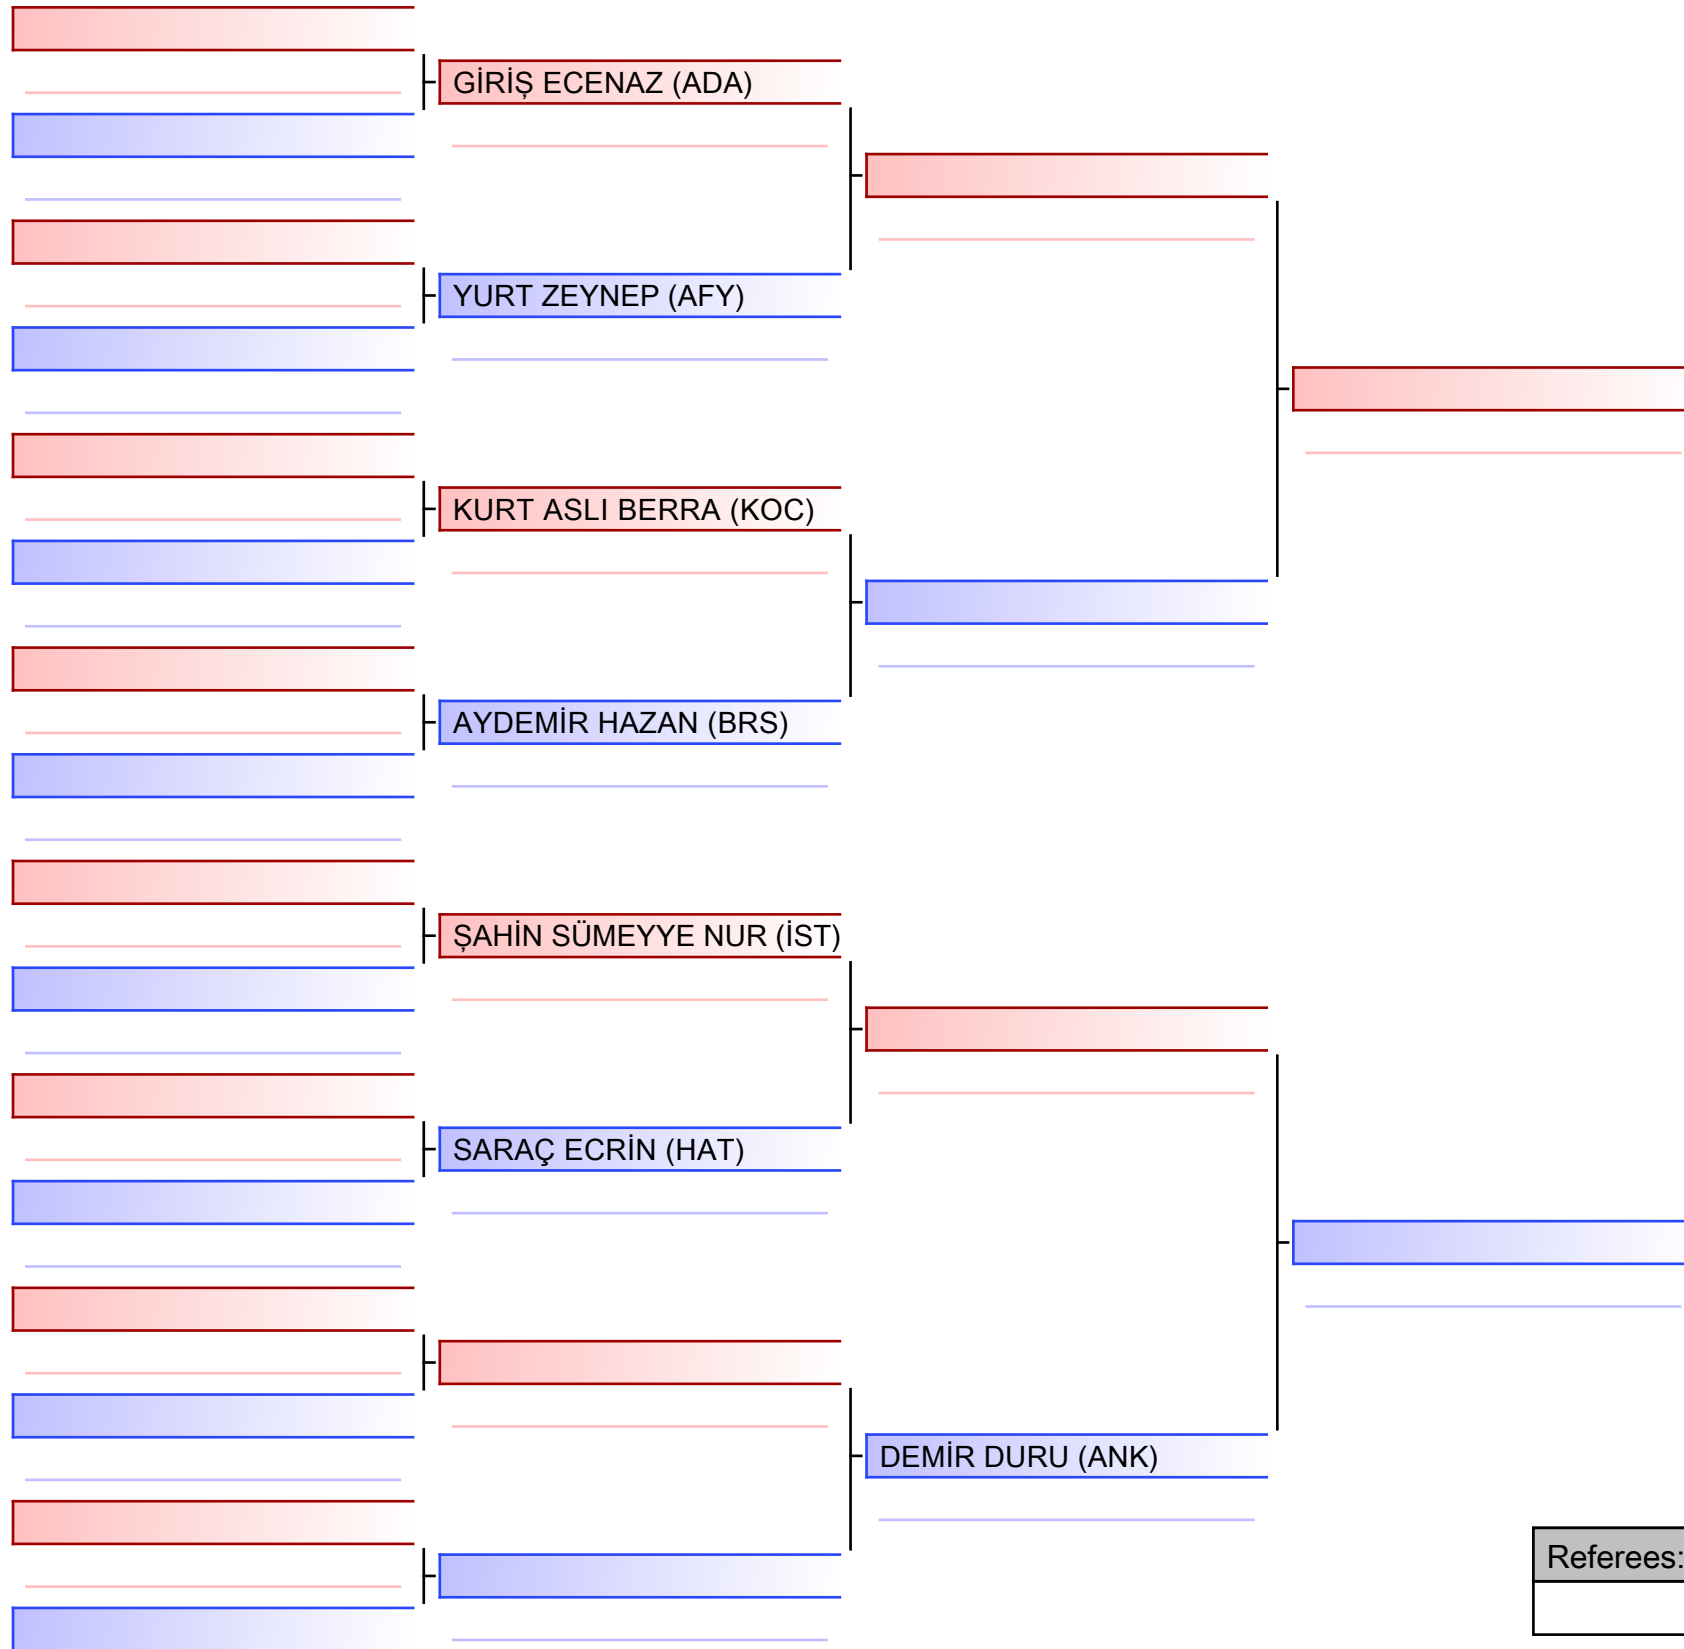 GİRİŞ ECENAZ (ADA)
YURT ZEYNEP (AFY)
KURT ASLI BERRA (KOC)
AYDEMİR HAZAN (BRS)
ŞAHİN SÜMEYYE NUR (İST)
SARAÇ ECRİN (HAT)
DEMİR DURU (ANK)
Referees: